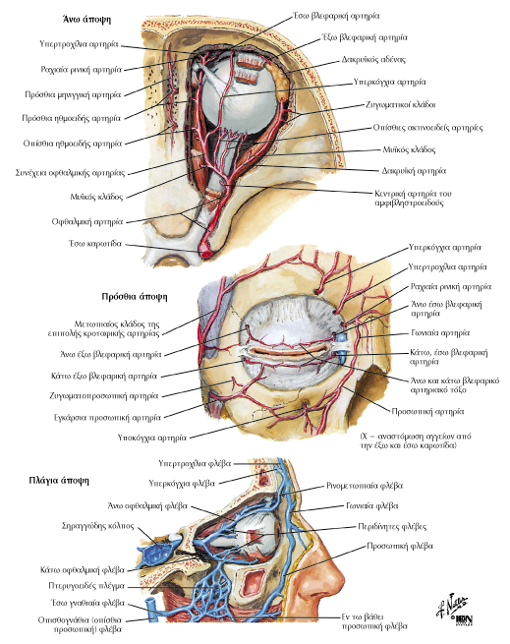 Άνω άποψη
Έσω βλεφαρική αρτηρία
Υπερτροχίλια αρτηρία
Έξω βλεφαρική αρτηρία
Ραχιαία ρινική αρτηρία
Δακρυϊκός αδένας
Πρόσθια μηνιγγική αρτηρία
Υπερκόγχια αρτηρία
Πρόσθια ηθμοειδής αρτηρία
Ζυγωματικοί κλάδοι
Οπίσθια ηθμοειδής αρτηρία
Οπίσθιες ακτινοειδείς αρτηρίες
Μυϊκός κλάδος
Συνέχεια οφθαλμικής αρτηρίας
Δακρυϊκή αρτηρία
Μυϊκός κλάδος
Κεντρική αρτηρία του
αμφιβληστροειδούς
Οφθαλμική αρτηρία
Έσω καρωτίδα
Πρόσθια άποψη
Υπερκόγχια αρτηρία
Υπερτροχίλια αρτηρία
Ραχιαία ρινική αρτηρία
Άνω έσω βλεφαρική
αρτηρία
Μετωπιαίος κλάδος της
επιπολής κροταφικής αρτηρίας
Γωνιαία αρτηρία
Άνω έξω βλεφαρική αρτηρία
Κάτω, έσω βλεφαρική
αρτηρία
Κάτω έξω βλεφαρική αρτηρία
Άνω και κάτω βλεφαρικό
αρτηριακό τόξο
Ζυγωματοπροσωπική αρτηρία
Εγκάρσια προσωπική αρτηρία
Προσωπική αρτηρία
Υποκόγχια αρτηρία
(Χ = αναστόμωση αγγείων από
την έξω και έσω καρωτίδα)
Πλάγια άποψη
Υπερτροχίλια φλέβα
Υπερκόγχια φλέβα
Ρινομετωπιαία φλέβα
Άνω οφθαλμική φλέβα
Γωνιαία φλέβα
Σηραγγώδης κόλπος
Περιδίνητες φλέβες
Προσωπική φλέβα
Κάτω οφθαλμική φλέβα
Πτερυγοειδές πλέγμα
Έσω γναθιαία φλέβα
Οπισθογνάθια (οπίσθια
προσωπική) φλέβα
Εν τω βάθει
προσωπική φλέβα